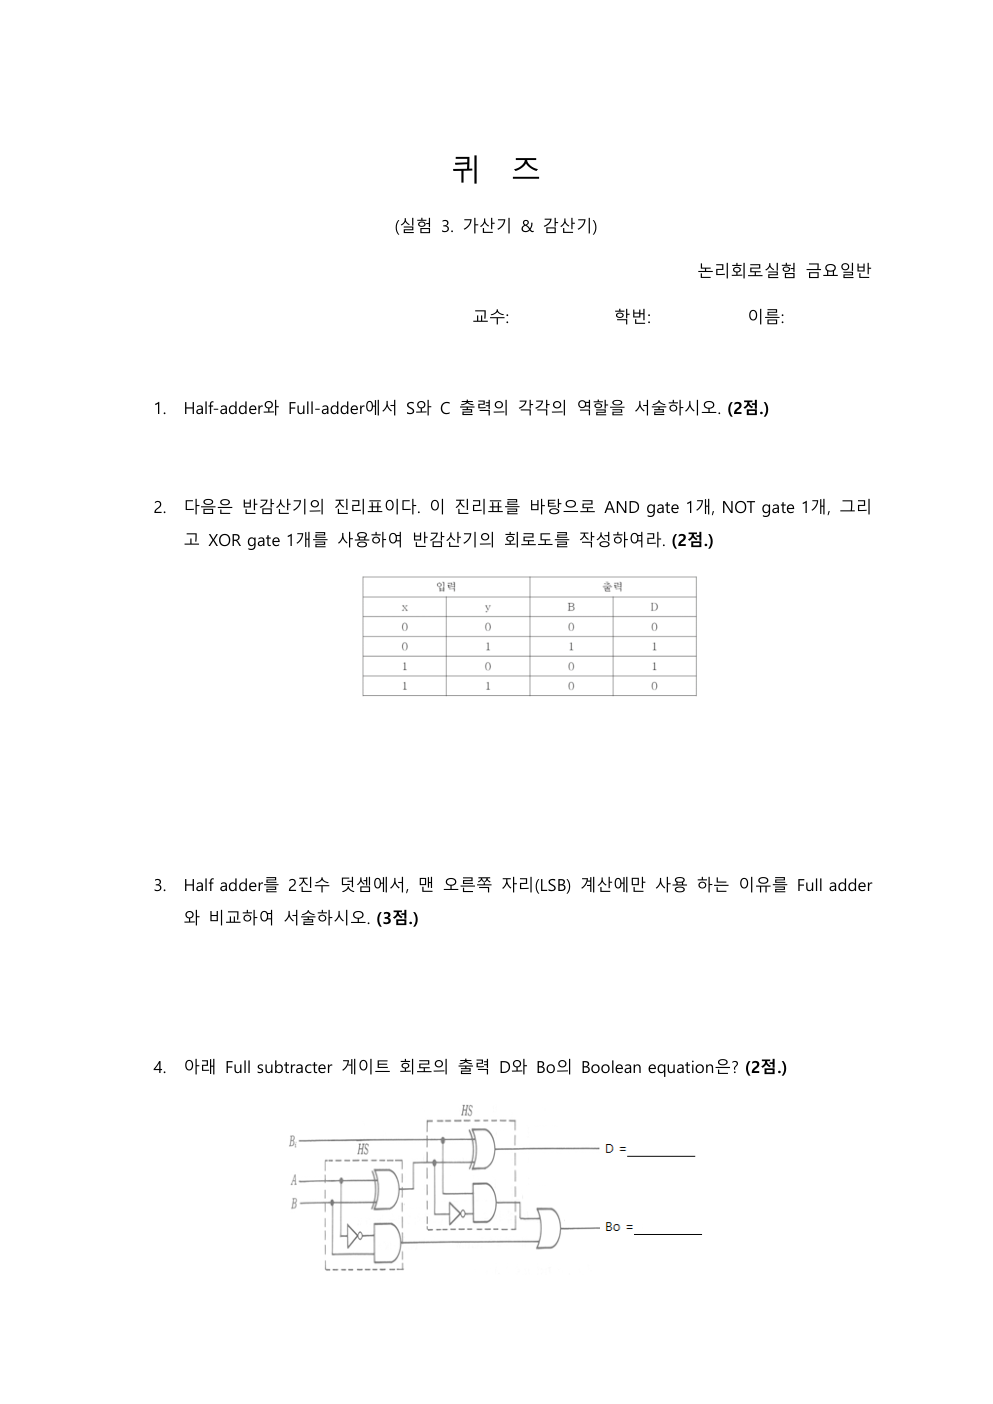 퀴 즈
(실험 3. 가산기 & 감산기)
논리회로실험 금요일반
교수: 학번: 이름:
1. Half-adder와 Full-adder에서 S와 C 출력의 각각의 역할을 서술하시오. (2점.)
2. 다음은 반감산기의 진리표이다. 이 진리표를 바탕으로 AND gate 1개, NOT gate 1개, 그리
고 XOR gate 1개를 사용하여 반감산기의 회로도를 작성하여라. (2점.)
입력 출력
x y B D
0 0 0 0
0 1 1 1
1 0 0 1
1 1 0 0
3. Half adder를 2진수 덧셈에서, 맨 오른쪽 자리(LSB) 계산에만 사용 하는 이유를 Full adder
와 비교하여 서술하시오. (3점.)
4. 아래 Full subtracter 게이트 회로의 출력 D와 Bo의 Boolean equation은? (2점.)
HS
Bi
HS
D =
A
B
Bo =